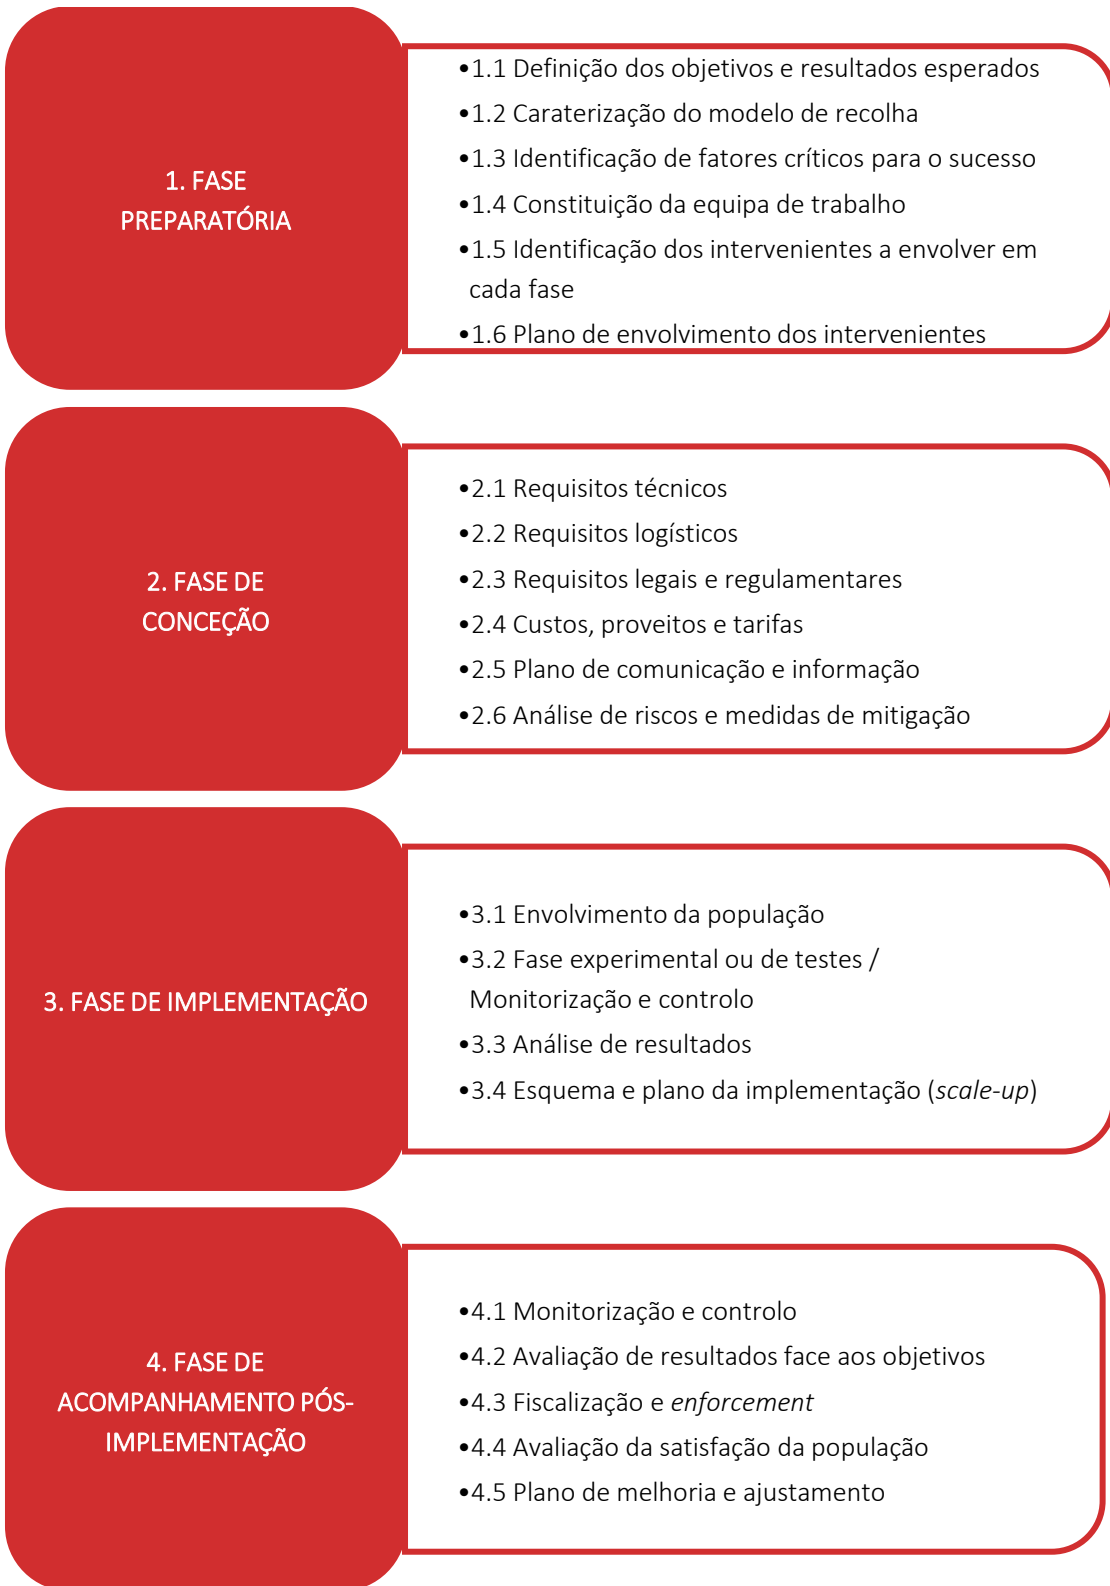 1. FASE
PREPARATÓRIA
•1.1 Definição dos objetivos e resultados esperados
•1.2 Caraterização do modelo de recolha
•1.3 Identificação de fatores críticos para o sucesso
•1.4 Constituição da equipa de trabalho
•1.5 Identificação dos intervenientes a envolver em
cada fase
•1.6 Plano de envolvimento dos intervenientes
2. FASE DE
CONCEÇÃO
•2.1 Requisitos técnicos
•2.2 Requisitos logísticos
•2.3 Requisitos legais e regulamentares
•2.4 Custos, proveitos e tarifas
•2.5 Plano de comunicação e informação
•2.6 Análise de riscos e medidas de mitigação
3. FASE DE IMPLEMENTAÇÃO
•3.1 Envolvimento da população
•3.2 Fase experimental ou de testes /
Monitorização e controlo
•3.3 Análise de resultados
•3.4 Esquema e plano da implementação (scale-up)
4. FASE DE
ACOMPANHAMENTO PÓS-
IMPLEMENTAÇÃO
•4.1 Monitorização e controlo
•4.2 Avaliação de resultados face aos objetivos
•4.3 Fiscalização e enforcement
•4.4 Avaliação da satisfação da população
•4.5 Plano de melhoria e ajustamento